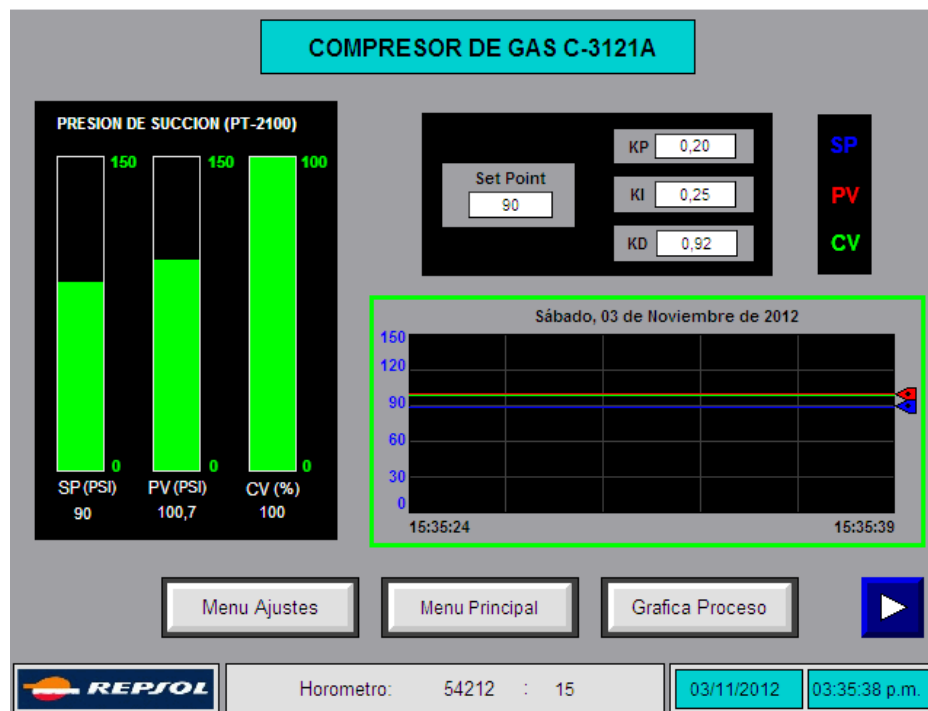 COMPRESOR DE GAS C-3121A
PRESION DE SUCCION (PT-2100)
150 150 100
0 0 0
SP (PSI) PV (PSI) CV (%)
90 100,7 100
Set Point
90
KP 0,20
KI 0,25
KD 0,92
SP
PV
CV
Sábado, 03 de Noviembre de 2012
150
120
90
60
30
0
15:35:24 15:35:39
Menu Ajustes Menu Principal Grafica Proceso
REPSOL Horometro: 54212 : 15 03/11/2012 03:35:38 p.m.